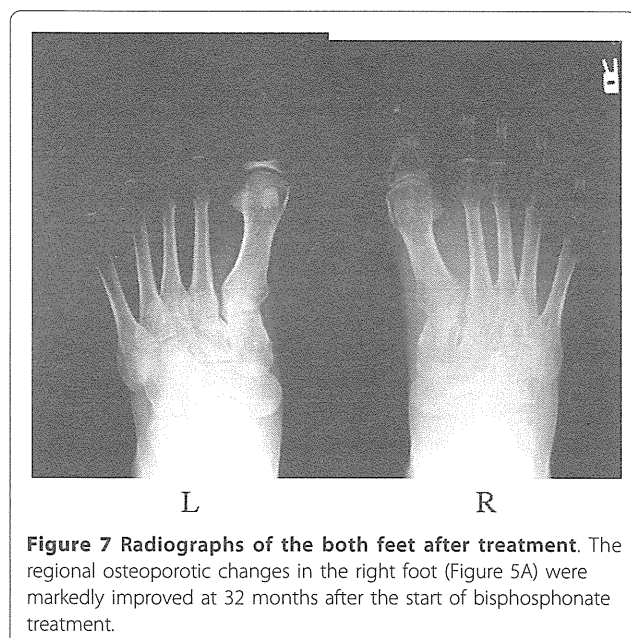 R
L R
Figure 7 Radiographs of the both feet after treatment. The
regional osteoporotic changes in the right foot (Figure 5A) were
markedly improved at 32 months after the start of bisphosphonate
treatment.